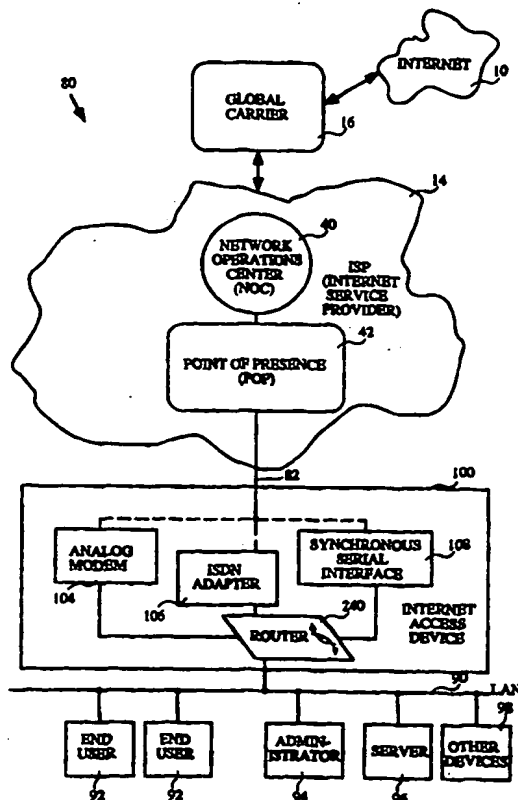 80
INTERNET
10
GLOBAL
CARRIER
16
14
40
NETWORK
OPERATIONS
CENTER
(NOC)
ISP
(INTERNET
SERVICE
PROVIDER)
42
POINT OF PRESENCE
(POP)
82
100
ANALOG
MODEM
104
ISDN
ADAPTER
106
SYNCHRONOUS
SERIAL
INTERFACE
108
240
ROUTER
INTERNET
ACCESS
DEVICE
90
LAN
END
USER
92
END
USER
92
ADMIN-
ISTRATOR
94
SERVER
96
98
OTHER
DEVICES